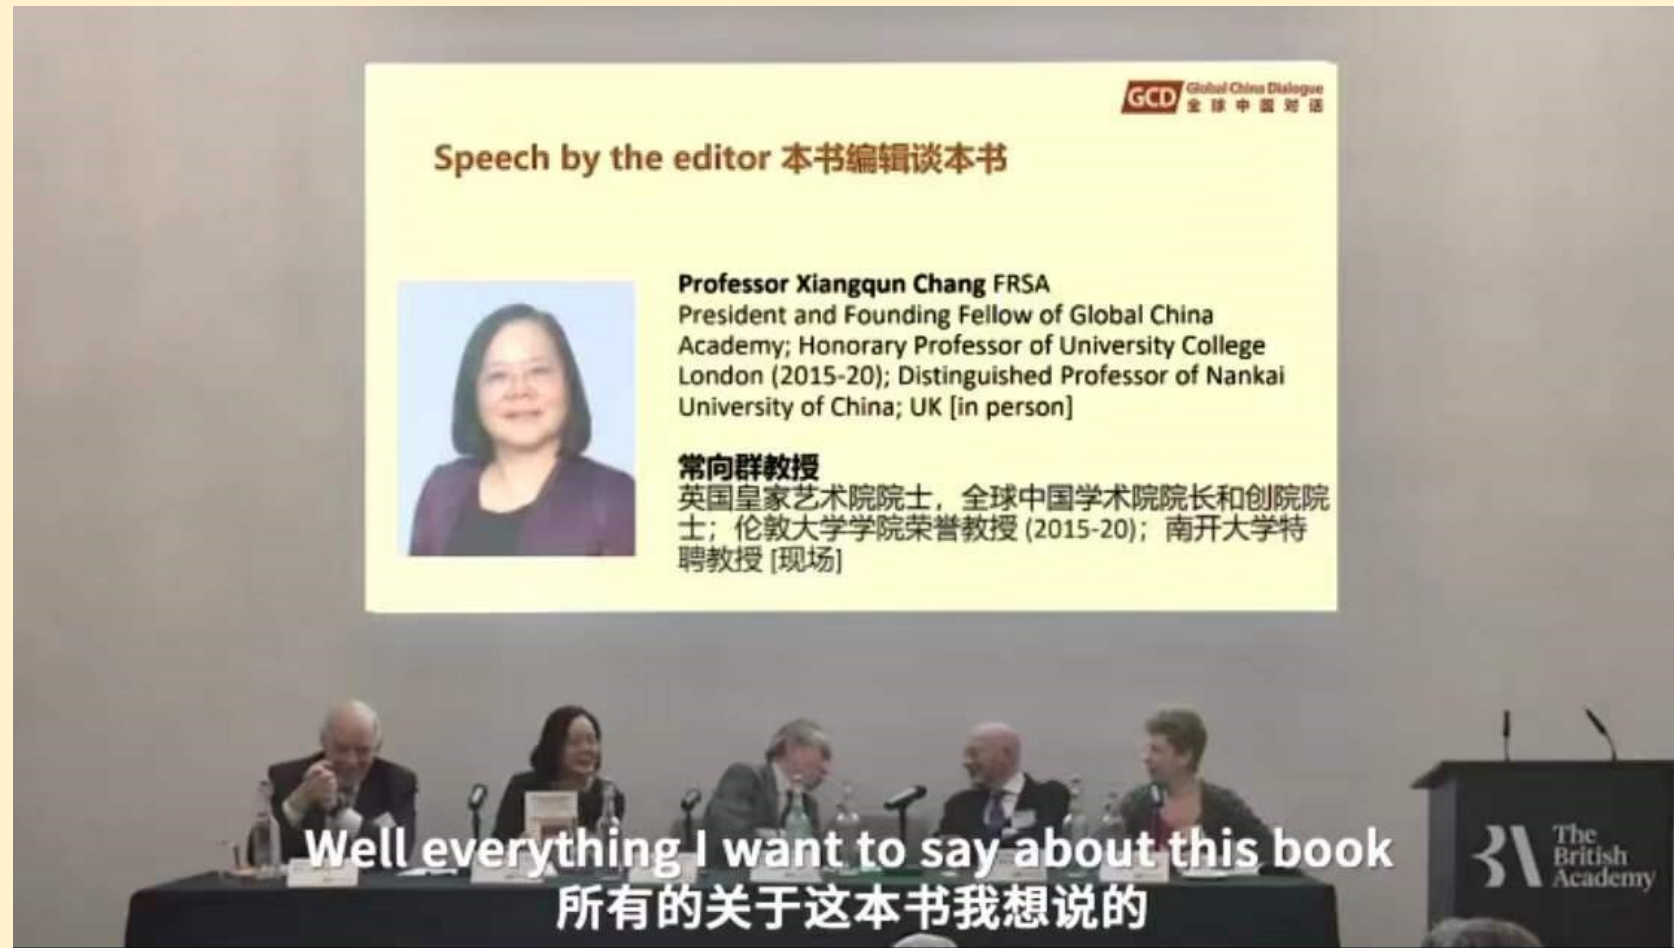 GCD
Global China Dialogue
全球中国对话
Speech by the editor 本书编辑谈本书
Professor Xiangqun Chang FRSA
President and Founding Fellow of Global China
Academy; Honorary Professor of University College
London (2015-20); Distinguished Professor of Nankai
University of China; UK [in person]
常向群教授
英国皇家艺术院院士，全球中国学术院院长和创院院
士；伦敦大学学院荣誉教授 (2015-20)；南开大学特
聘教授 [现场]
Well everything I want to say about this book
所有的关于这本书我想说的
The
British
Academy